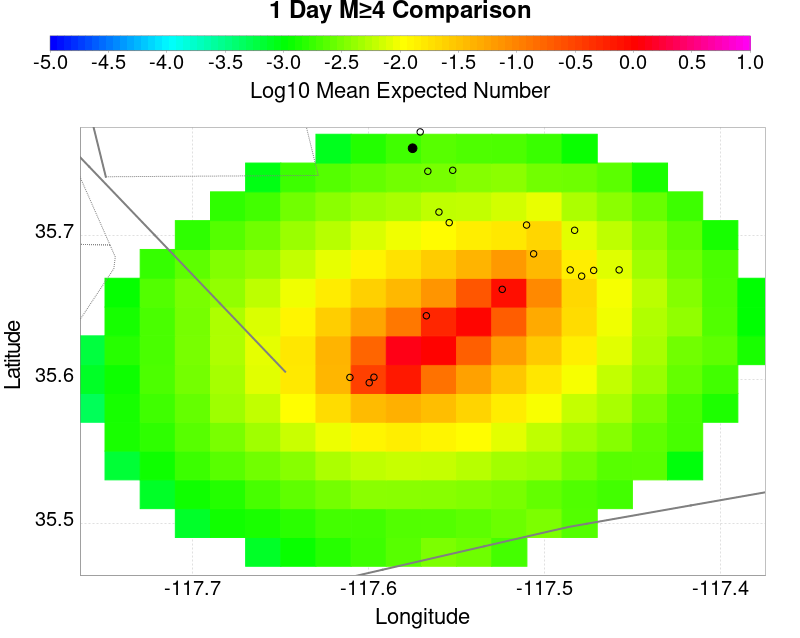 1 Day M≥4 Comparison
-5.0 -4.5 -4.0 -3.5 -3.0 -2.5 -2.0 -1.5 -1.0 -0.5 0.0 0.5 1.0
Log10 Mean Expected Number
35.7
Latitude
35.6
35.5
-117.7 -117.6 -117.5 -117.4
Longitude